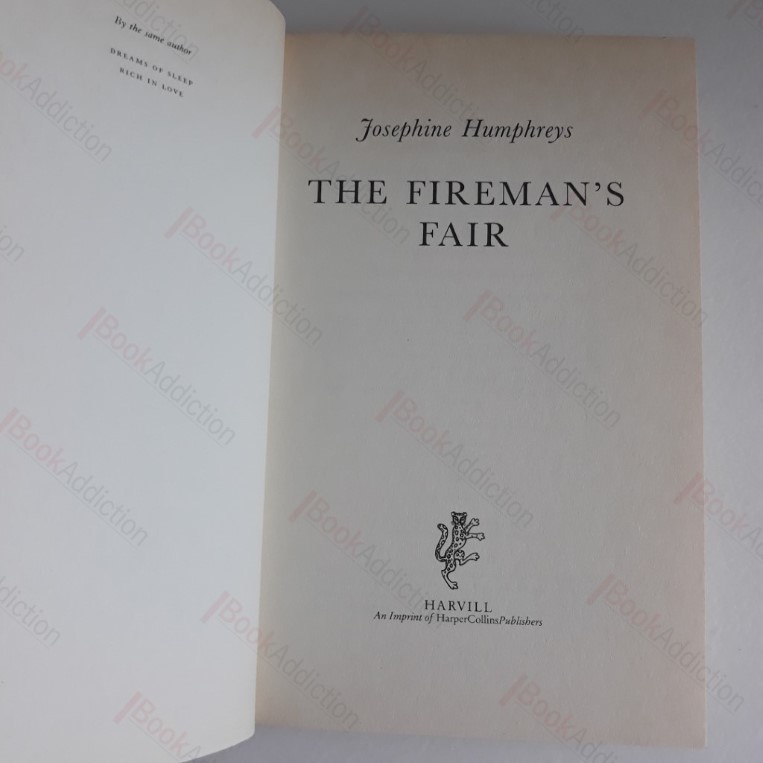 By the same author
DREAMS OF SLEEP
RICH IN LOVE
Josephine Humphreys
THE FIREMAN'S
FAIR
HARVILL
An Imprint of HarperCollinsPublishers
BookAddiction